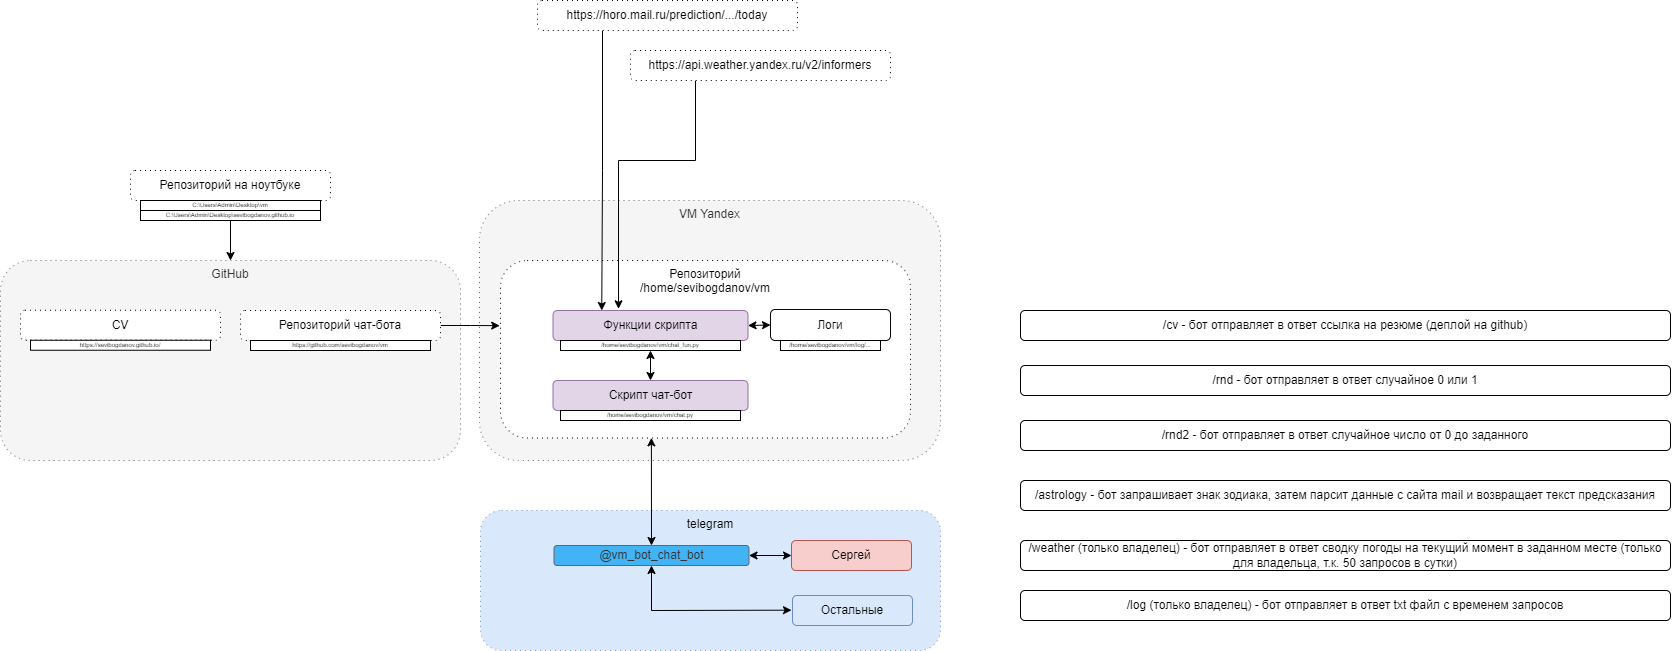 https://horo.mail.ru/prediction/.../today
https://api.weather.yandex.ru/v2/informers
Репозиторий на ноутбуке
C:\Users\Admin\Desktop\vm
C:\Users\Admin\Desktop\sevibogdanov.github.io
GitHub
CV
https://sevibogdanov.github.io/
Репозиторий чат-бота
https://github.com/sevibogdanov/vm
VM Yandex
Репозиторий
/home/sevibogdanov/vm
Функции скрипта
/home/sevibogdanov/vm/chat_fun.py
Логи
/home/sevibogdanov/vm/log/...
Скрипт чат-бот
/home/sevibogdanov/vm/chat.py
telegram
@vm_bot_chat_bot
Сергей
Остальные
/cv - бот отправляет в ответ ссылка на резюме (деплой на github)
/rnd - бот отправляет в ответ случайное 0 или 1
/rnd2 - бот отправляет в ответ случайное число от 0 до заданного
/astrology - бот запрашивает знак зодиака, затем парсит данные с сайта mail и возвращает текст предсказания
/weather (только владелец) - бот отправляет в ответ сводку погоды на текущий момент в заданном месте (только
для владельца, т.к. 50 запросов в сутки)
/log (только владелец) - бот отправляет в ответ txt файл с временем запросов